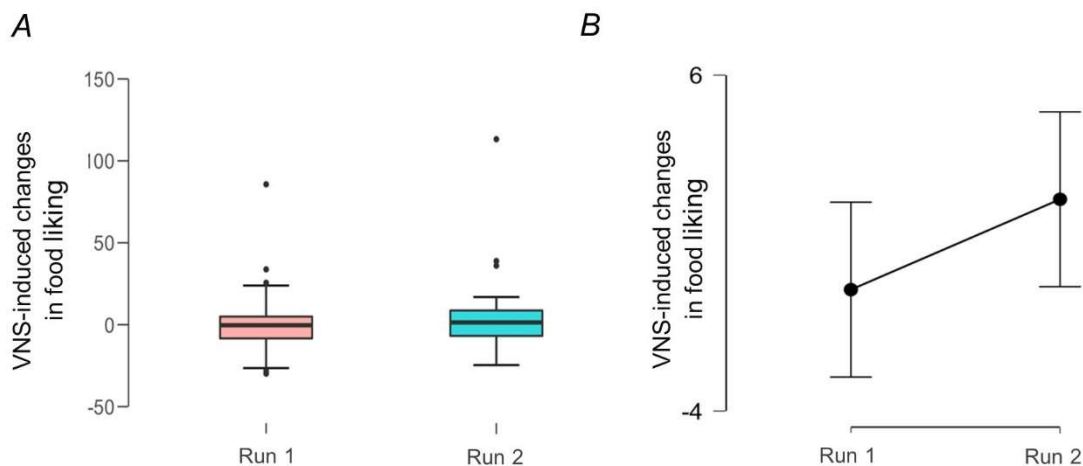 A
VNS-induced changes
in food liking
150
100
50
0
-50
Run 1
Run 2
B
VNS-induced changes
in food liking
6
-4
Run 1
Run 2